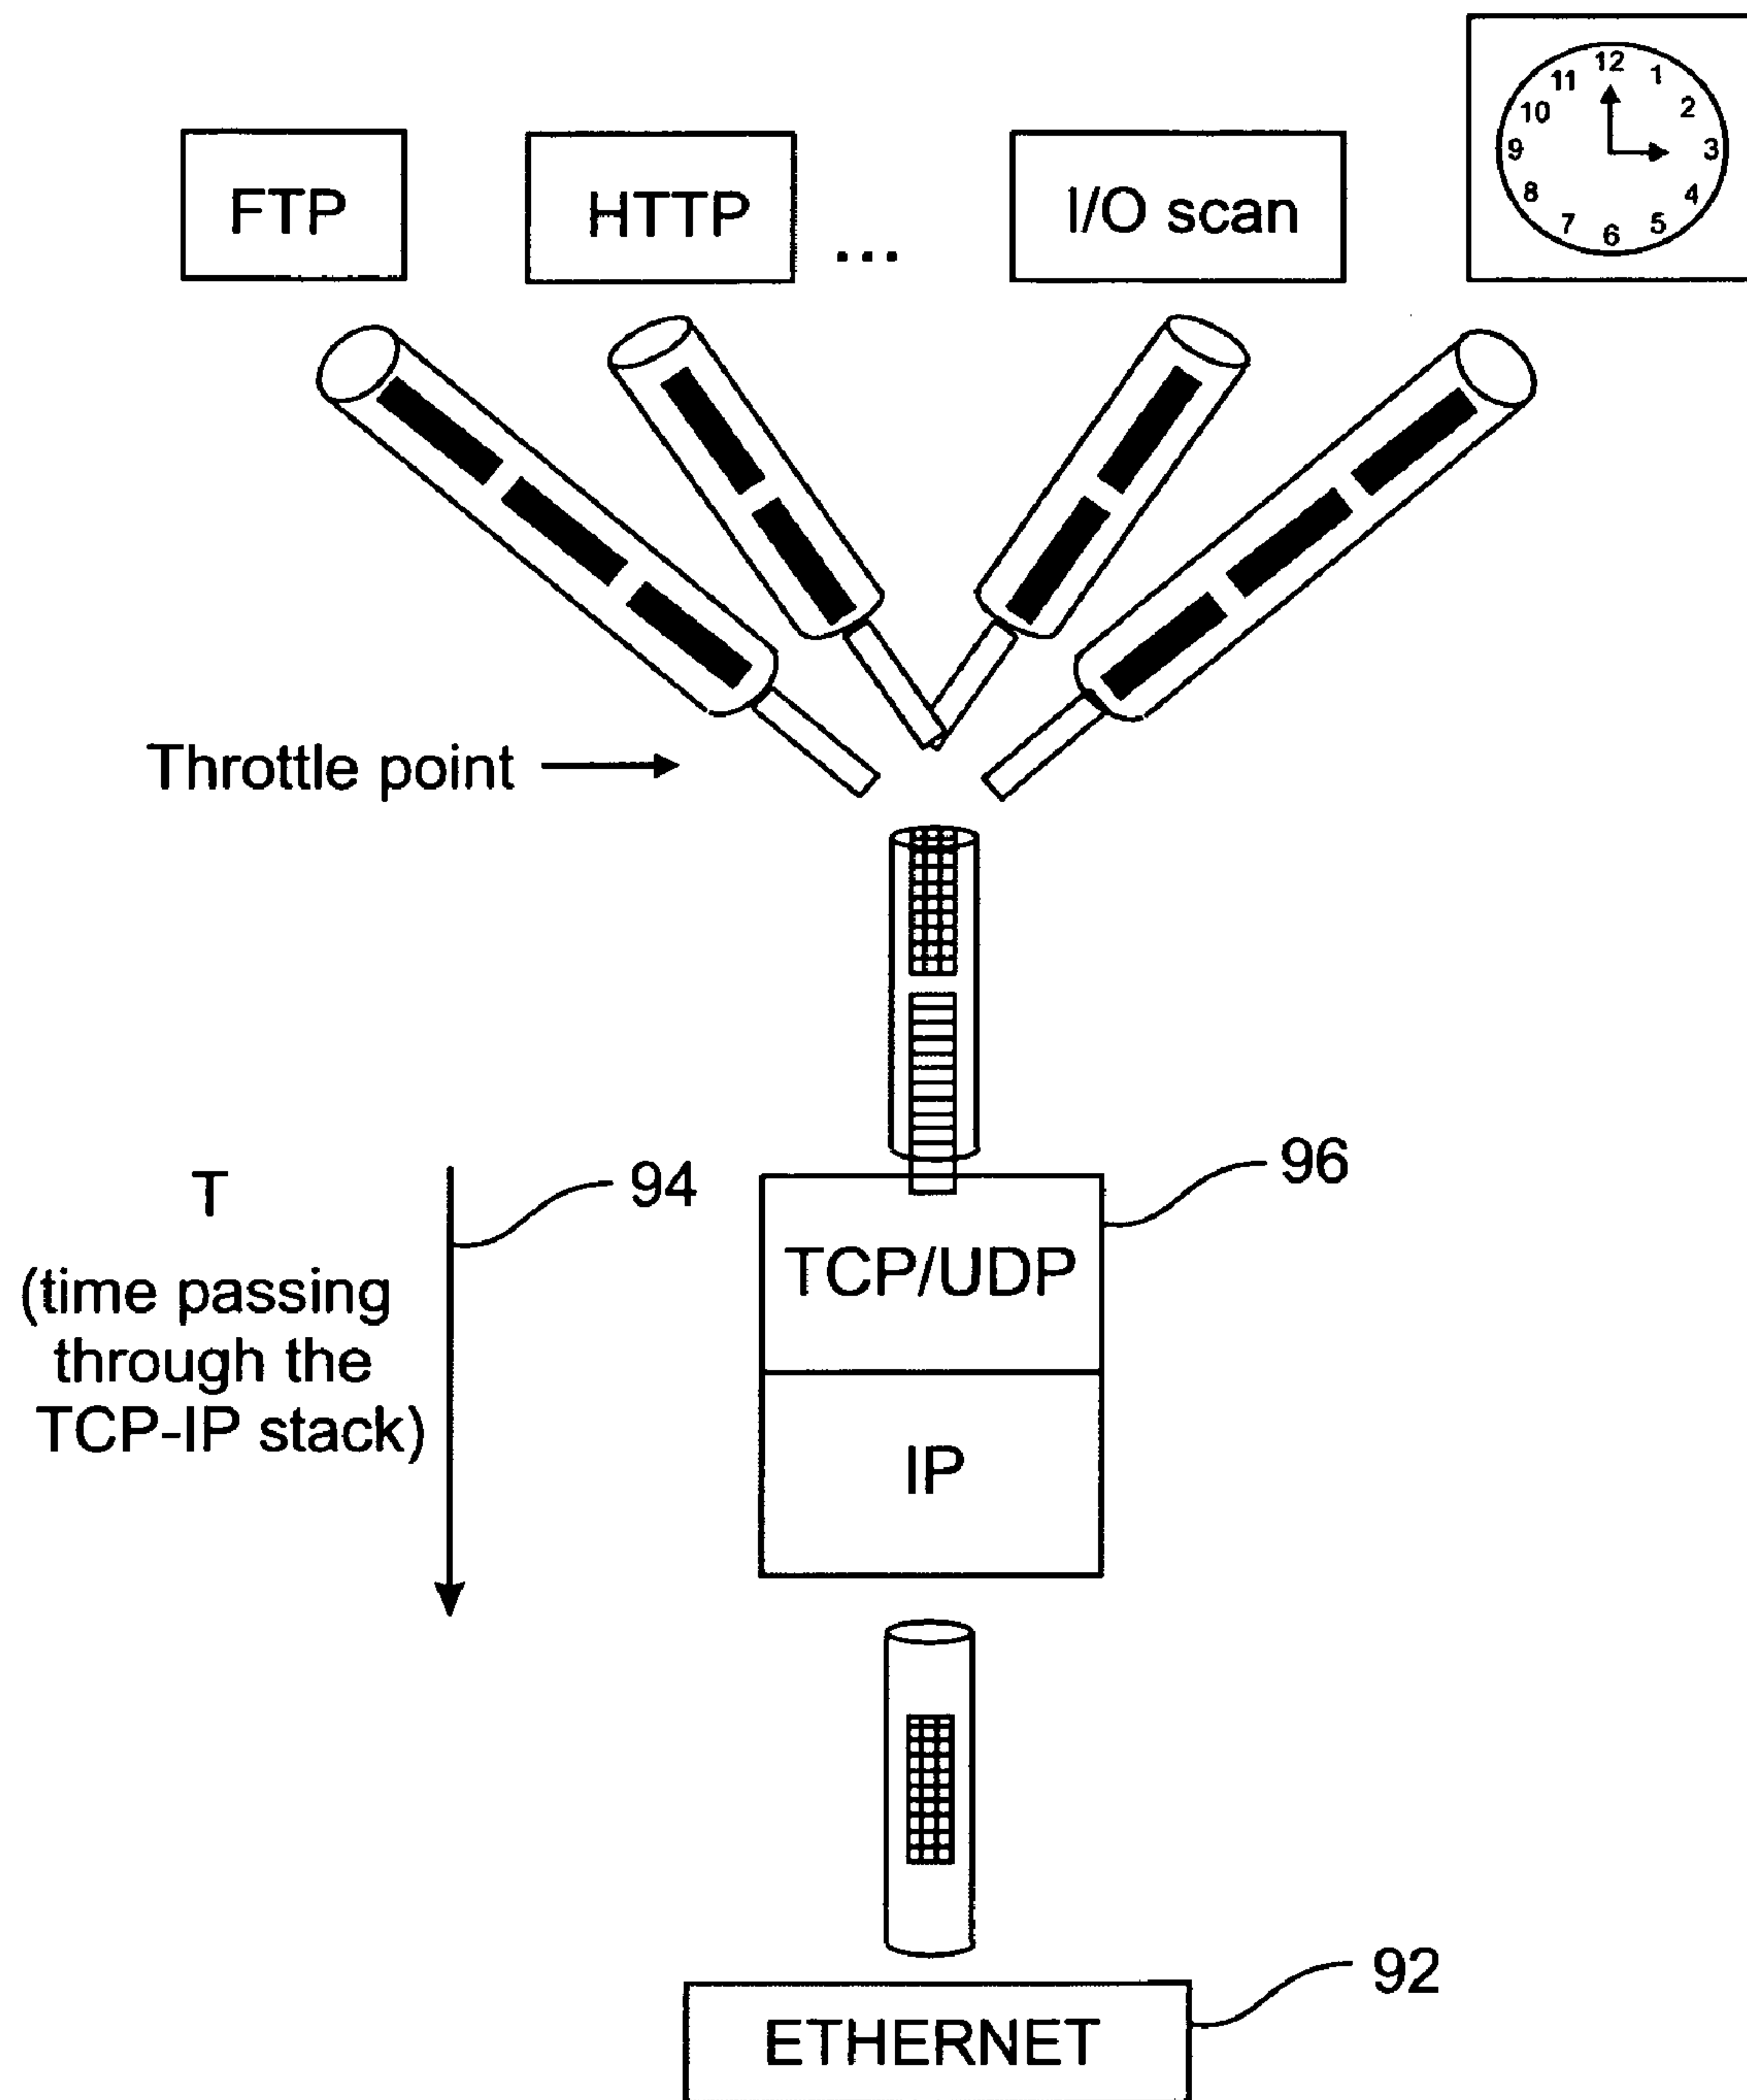 12
11
1
10
2
9
3
8
4
7
5
6
FTP
HTTP
...
I/O scan
Throttle point
94
96
T
(time passing
through the
TCP-IP stack)
TCP/UDP
IP
92
ETHERNET